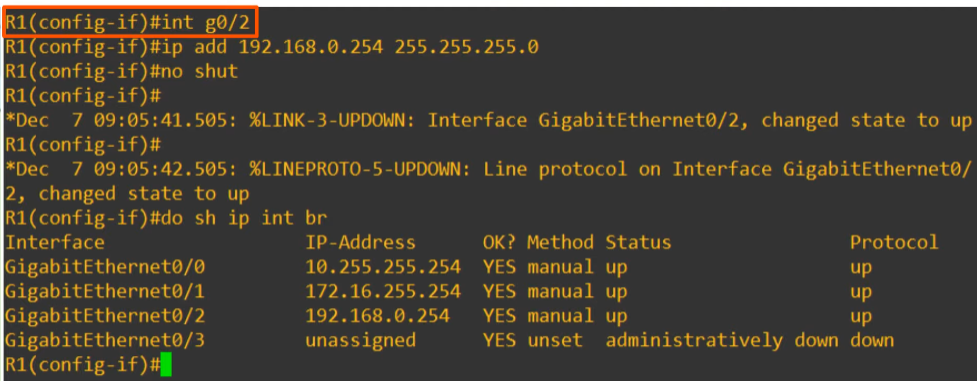 R1(config-if)#int g0/2
R1(config-if)#ip add 192.168.0.254 255.255.255.0
R1(config-if)#no shut
R1(config-if)#
*Dec  7 09:05:41.505: %LINK-3-UPDOWN: Interface GigabitEthernet0/2, changed state to up
R1(config-if)#
*Dec  7 09:05:42.505: %LINEPROTO-5-UPDOWN: Line protocol on Interface GigabitEthernet0/
2, changed state to up
R1(config-if)#do sh ip int br
Interface                  IP-Address      OK? Method Status                Protocol
GigabitEthernet0/0         10.255.255.254  YES manual up                    up
GigabitEthernet0/1         172.16.255.254  YES manual up                    up
GigabitEthernet0/2         192.168.0.254   YES manual up                    up
GigabitEthernet0/3         unassigned      YES unset  administratively down down
R1(config-if)#